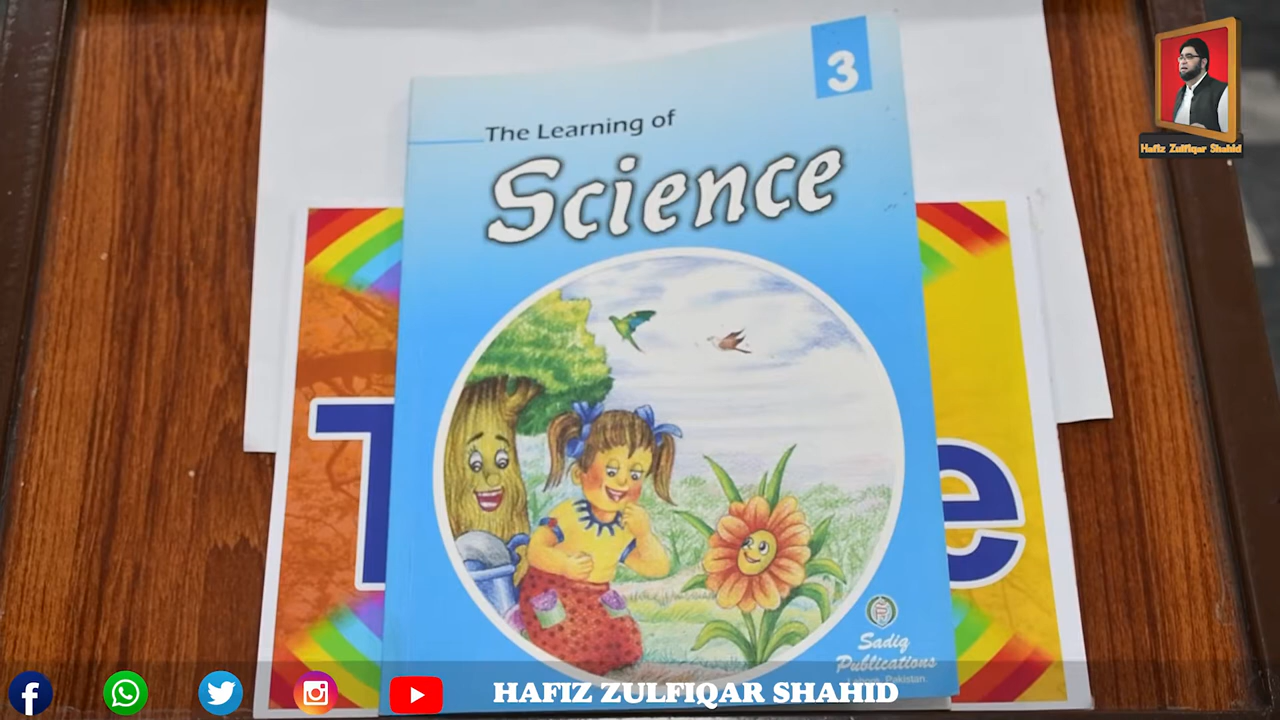 3
The Learning of
Science
T
e
Sadiq
Publications
Lahore, Pakistan.
Hafiz Zulfiqar Shahid
HAFIZ ZULFIQAR SHAHID